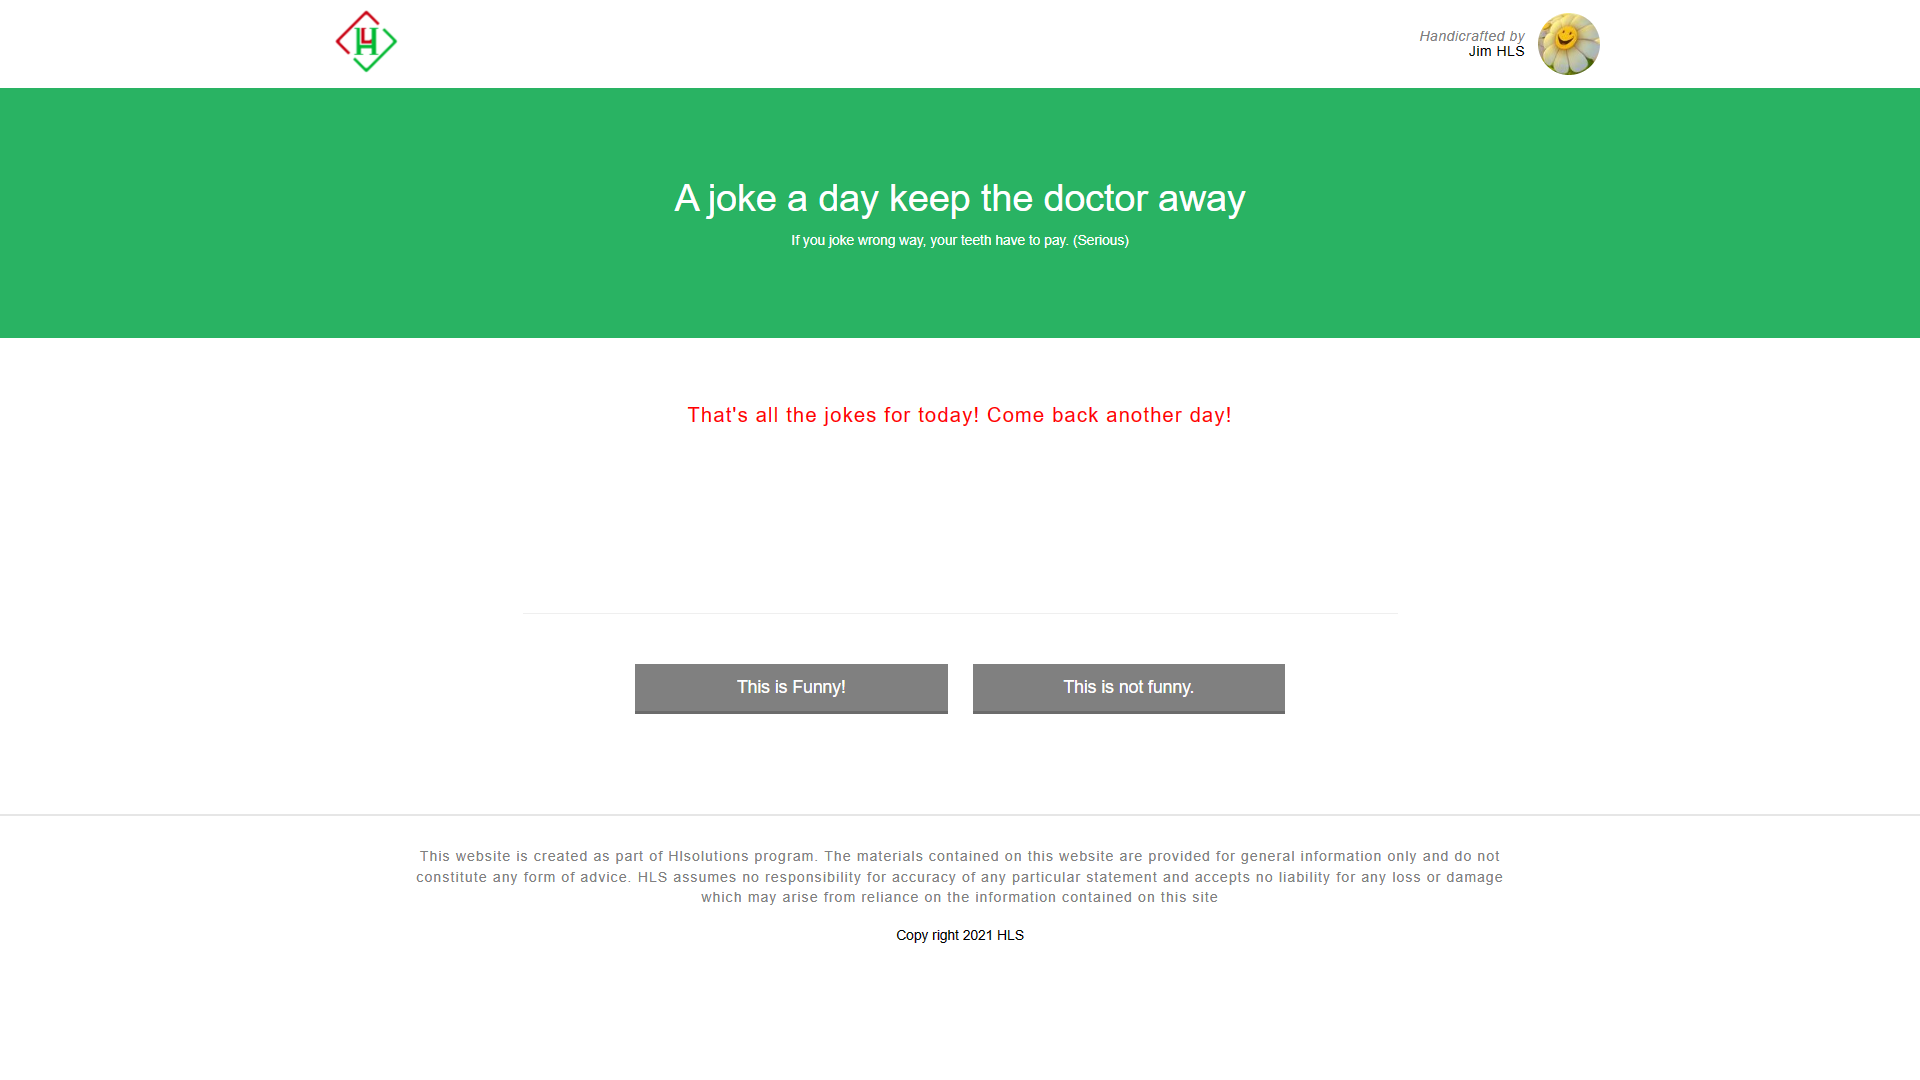 Handicrafted by
Jim HLS
A joke a day keep the doctor away
If you joke wrong way, your teeth have to pay. (Serious)
That's all the jokes for today! Come back another day!
This is Funny!
This is not funny.
This website is created as part of Hlsolutions program. The materials contained on this website are provided for general information only and do not
constitute any form of advice. HLS assumes no responsibility for accuracy of any particular statement and accepts no liability for any loss or damage
which may arise from reliance on the information contained on this site
Copy right 2021 HLS